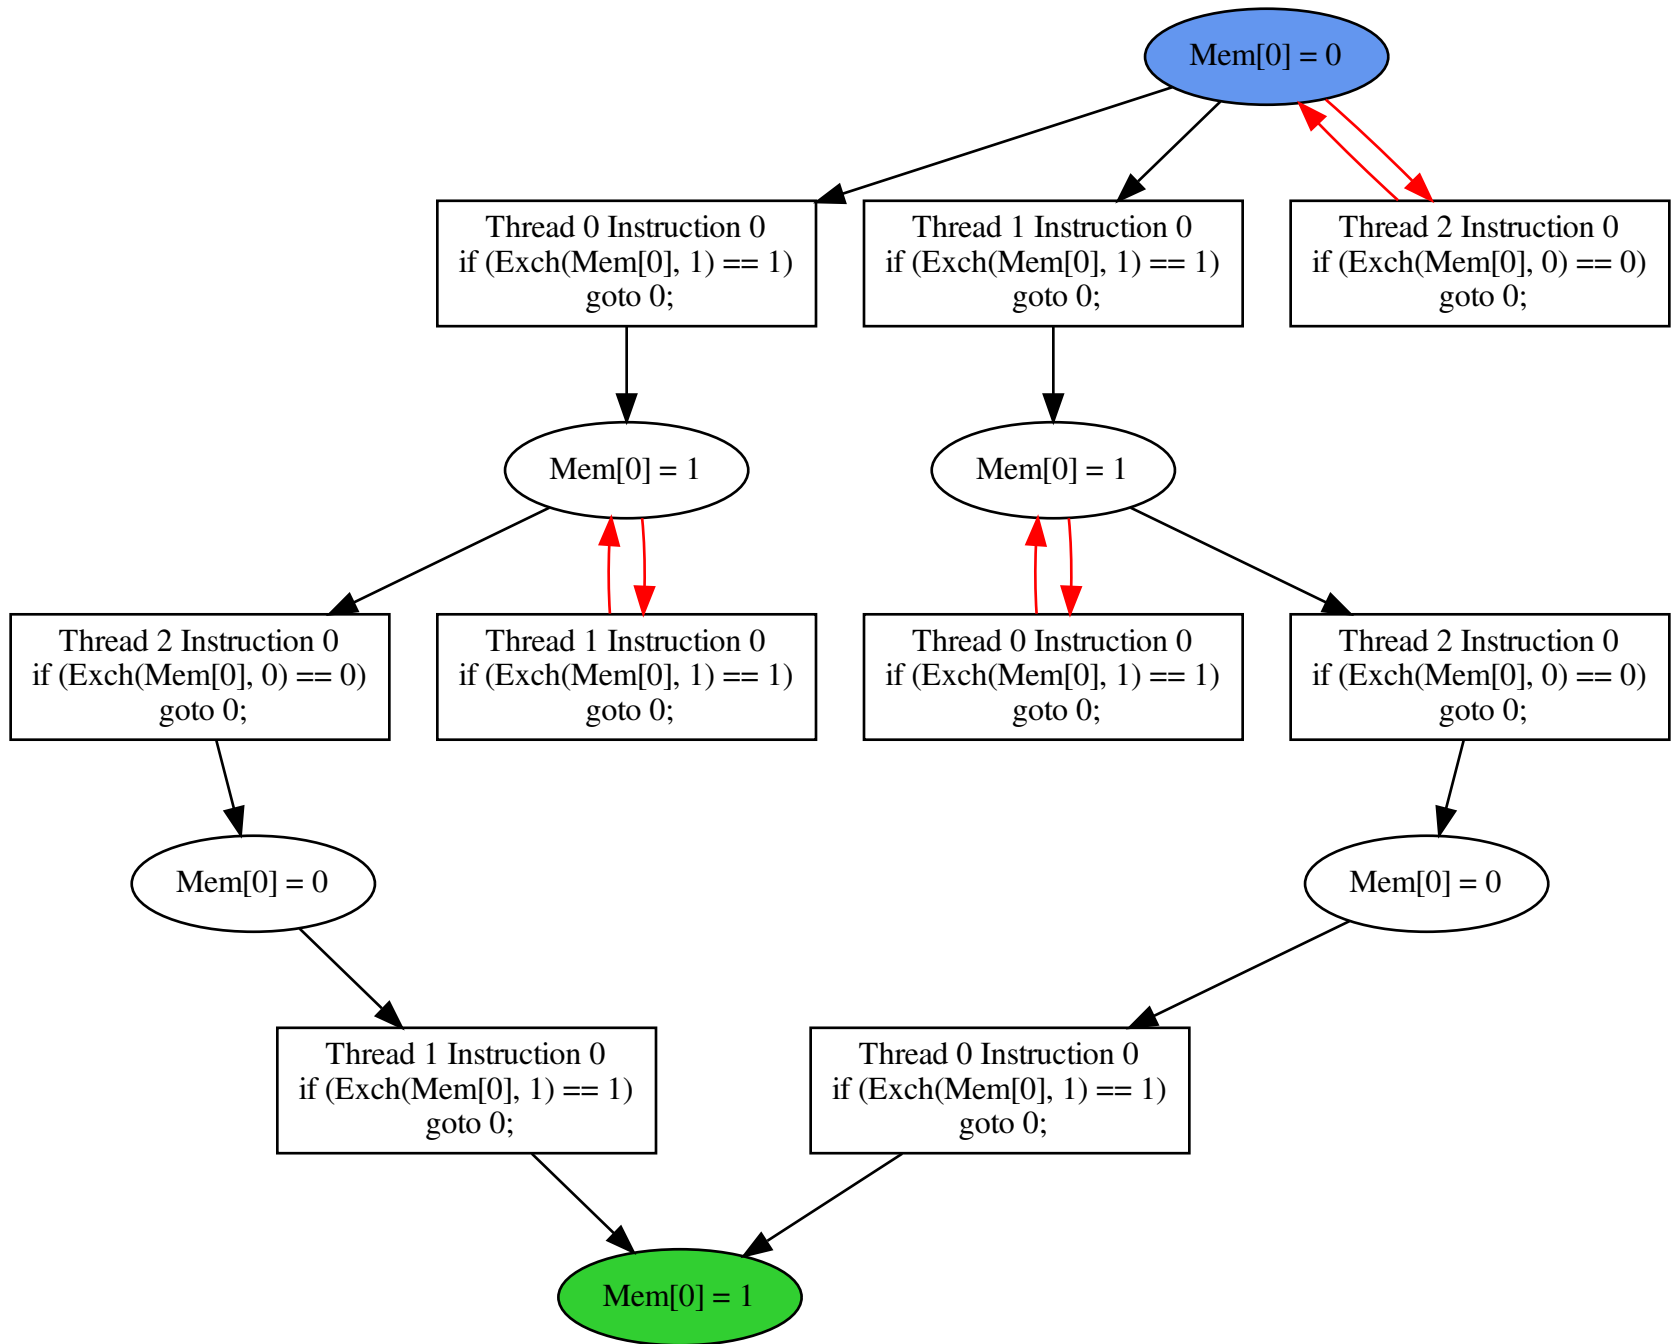 Mem[0] = 0
Thread 0 Instruction 0
if (Exch(Mem[0], 1) == 1)
goto 0;
Thread 1 Instruction 0
if (Exch(Mem[0], 1) == 1)
goto 0;
Thread 2 Instruction 0
if (Exch(Mem[0], 0) == 0)
goto 0;
Mem[0] = 1
Mem[0] = 1
Thread 2 Instruction 0
if (Exch(Mem[0], 0) == 0)
goto 0;
Thread 1 Instruction 0
if (Exch(Mem[0], 1) == 1)
goto 0;
Thread 0 Instruction 0
if (Exch(Mem[0], 1) == 1)
goto 0;
Thread 2 Instruction 0
if (Exch(Mem[0], 0) == 0)
goto 0;
Mem[0] = 0
Mem[0] = 0
Thread 1 Instruction 0
if (Exch(Mem[0], 1) == 1)
goto 0;
Thread 0 Instruction 0
if (Exch(Mem[0], 1) == 1)
goto 0;
Mem[0] = 1